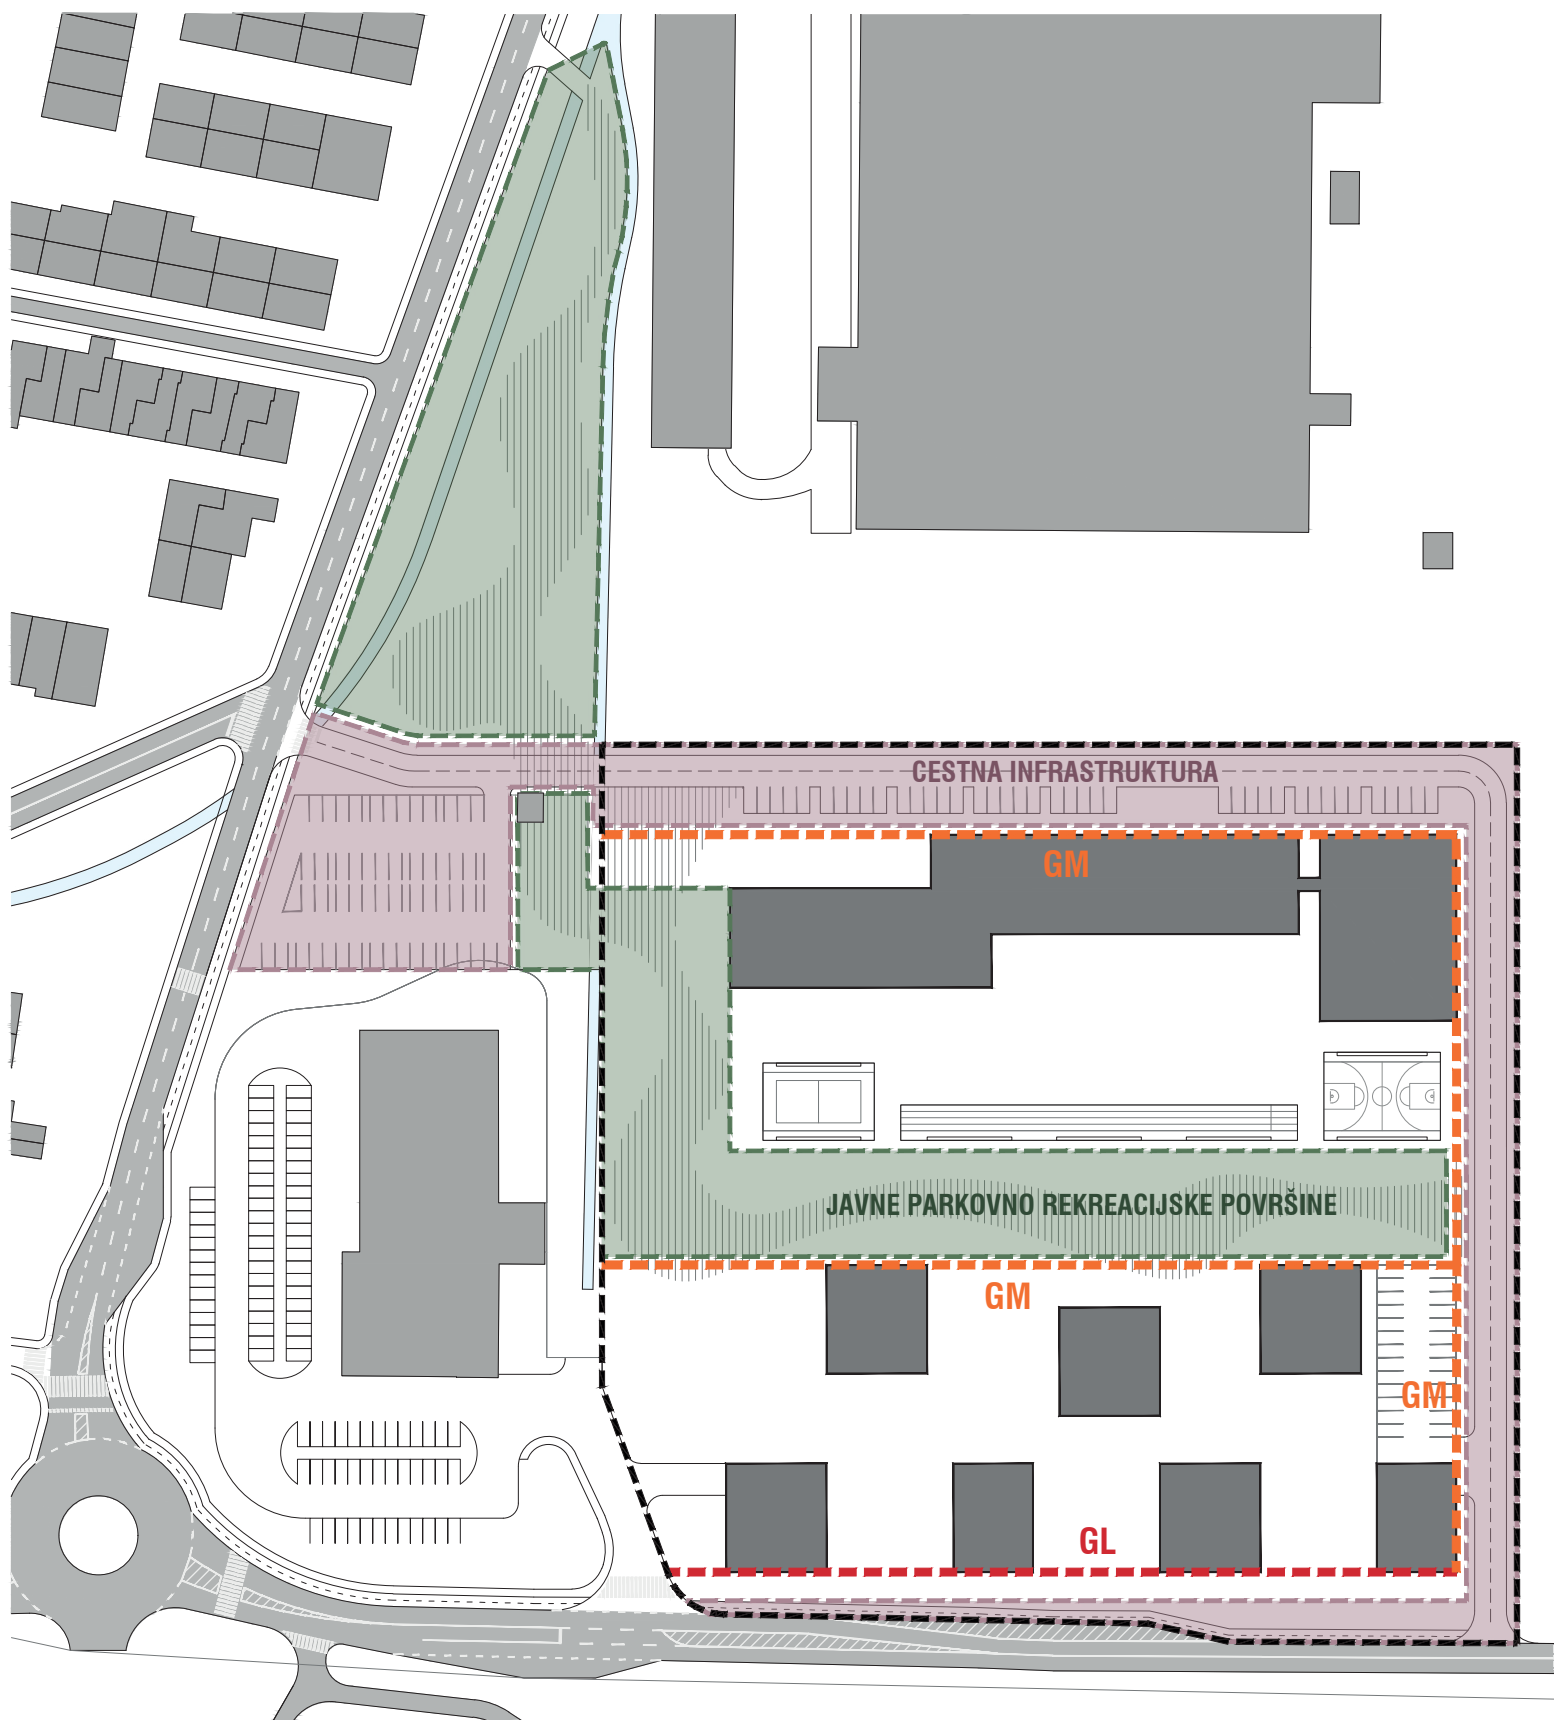 CESTNA INFRASTRUKTURA
GM
JAVNE PARKOVNO REKREACIJSKE POVRŠINE
GM
GM
GL